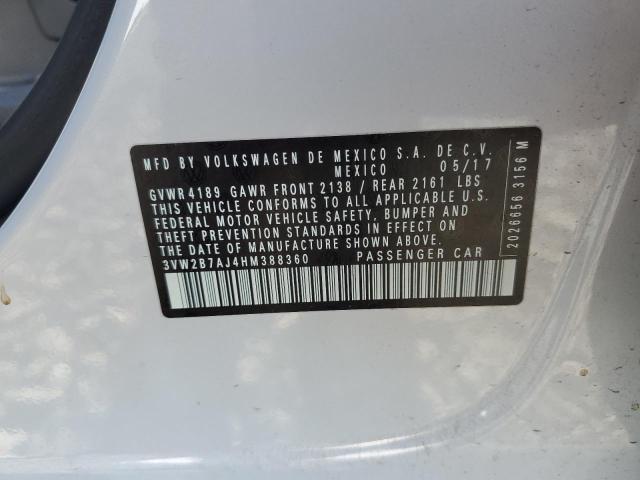 MFD BY VOLKSWAGEN DE MEXICO S.A. DE C.V.
MEXICO 05/17
GVWR 4189 GAWR FRONT 2138 / REAR 2161 LBS
THIS VEHICLE CONFORMS TO ALL APPLICABLE U.S.
FEDERAL MOTOR VEHICLE SAFETY, BUMPER AND
THEFT PREVENTION STANDARDS IN EFFECT ON
THE DATE OF MANUFACTURE SHOWN ABOVE.
3VW2B7AJ4HM388360 PASSENGER CAR
2026656 3156 M